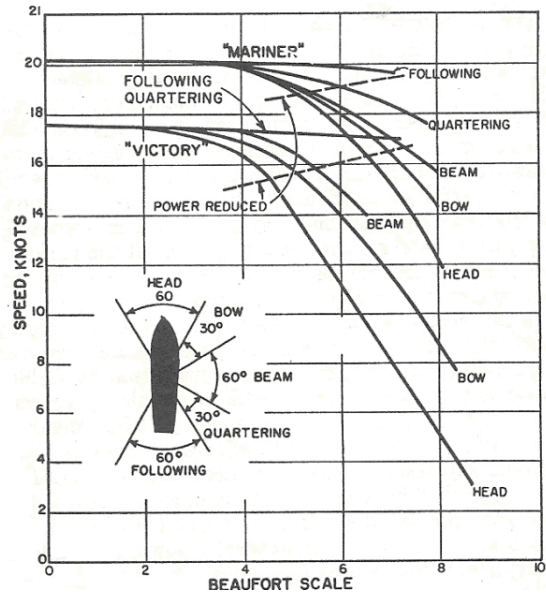 21
20
18
16
14
12
10
8
6
4
2
0
SPEED, KNOTS
"MARINER"
FOLLOWING
QUARTERING
"VICTORY"
POWER REDUCED
FOLLOWING
QUARTERING
BEAM
BOW
HEAD
BEAM
BOW
HEAD
HEAD
60
BOW
30°
60° BEAM
30°
QUARTERING
60°
FOLLOWING
0
2
4
6
8
10
BEAUFORT SCALE